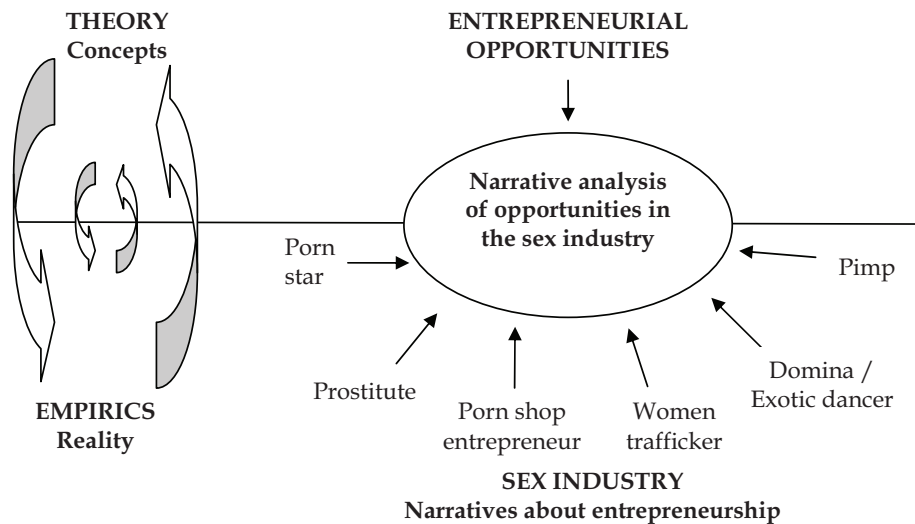 THEORY
Concepts
ENTREPRENEURIAL
OPPORTUNITIES
Narrative analysis
of opportunities in
the sex industry
Porn
star
Pimp
Prostitute
Porn shop
entrepreneur
Women
trafficker
Domina /
Exotic dancer
EMPIRICS
Reality
SEX INDUSTRY
Narratives about entrepreneurship